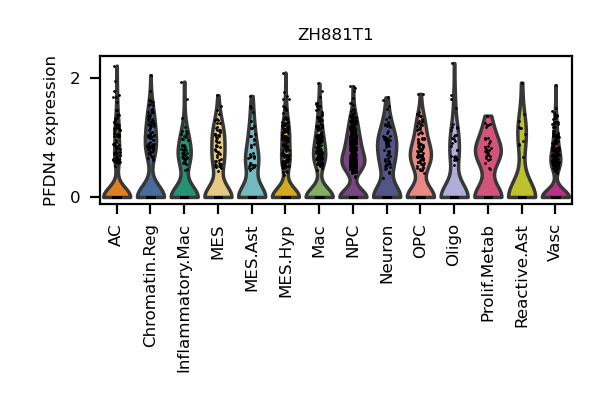 ZH881T1
PFDN4 expression
2
0
AC
Chromatin.Reg
Inflammatory.Mac
MES
MES.Ast
MES.Hyp
Mac
NPC
Neuron
OPC
Oligo
Prolif.Metab
Reactive.Ast
Vasc